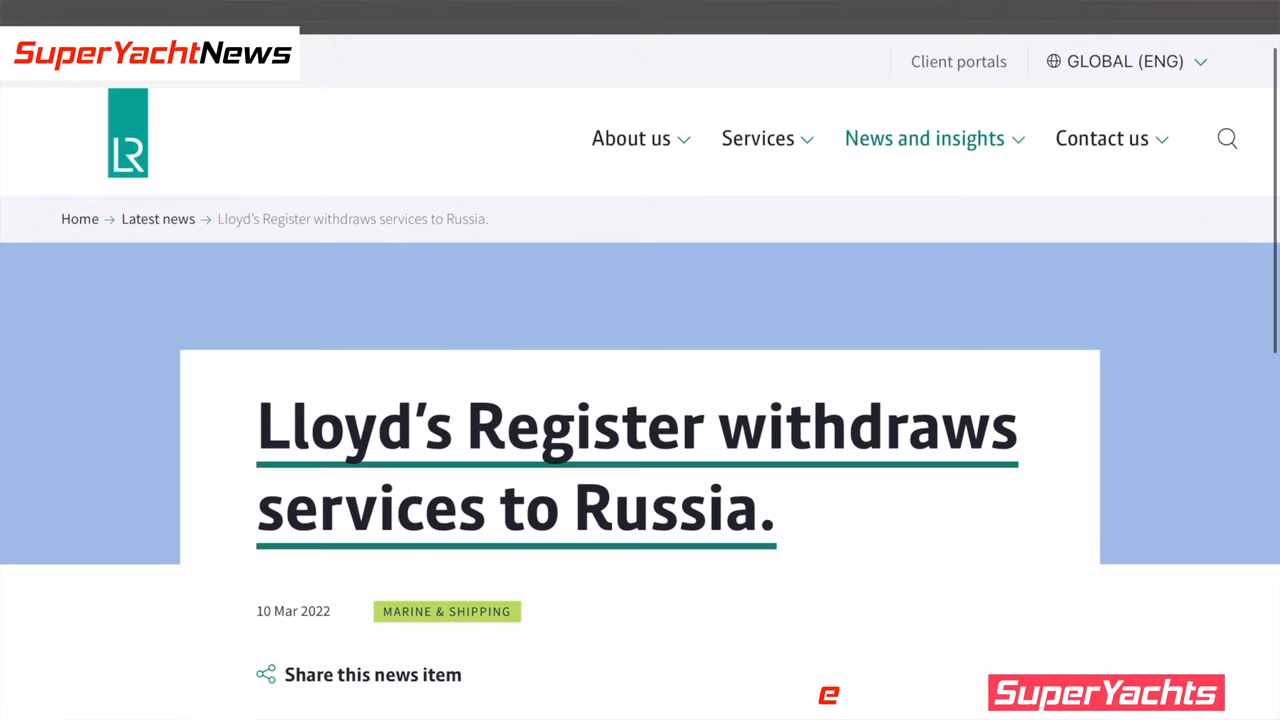 SuperYachtNews
Client portals
GLOBAL (ENG)
LR
About us
Services
News and insights
Contact us
Home → Latest news → Lloyd's Register withdraws services to Russia.
Lloyd's Register withdraws
services to Russia.
10 Mar 2022
MARINE & SHIPPING
Share this news item
e
SuperYachts